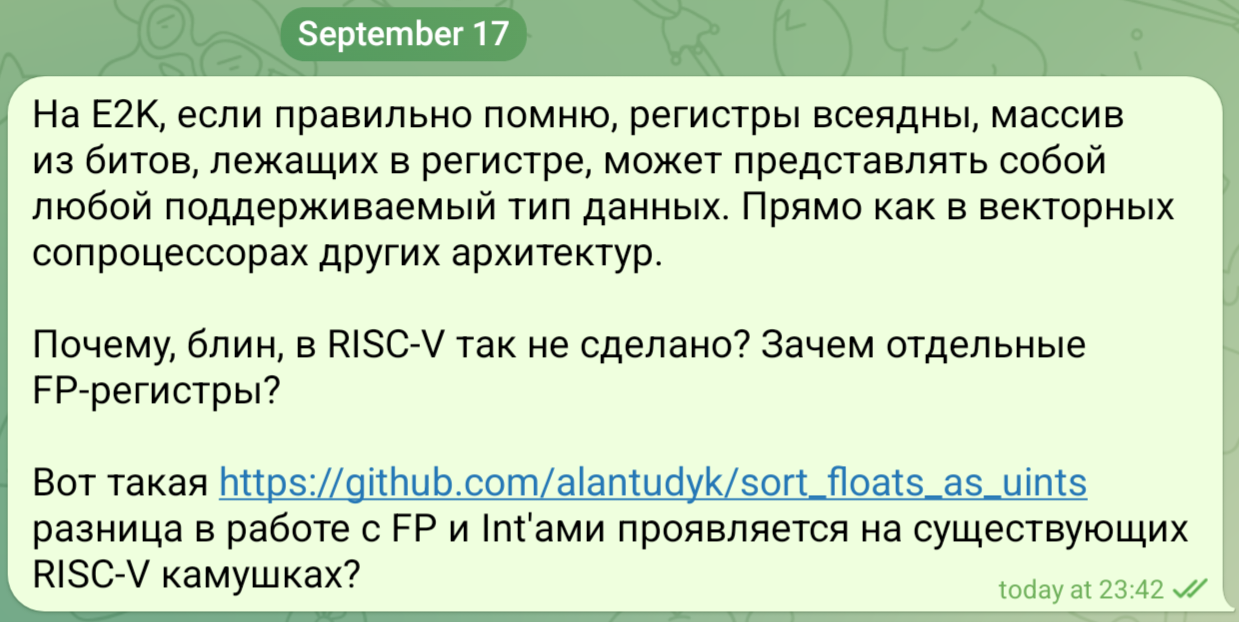 September 17
На E2K, если правильно помню, регистры всеядны, массив
из битов, лежащих в регистре, может представлять собой
любой поддерживаемый тип данных. Прямо как в векторных
сопроцессорах других архитектур.
Почему, блин, в RISC-V так не сделано? Зачем отдельные
FP-регистры?
Вот такая https://github.com/alantudyk/sort_floats_as_uints
разница в работе с FP и Int'ами проявляется на существующих
RISC-V камушках?
today at 23:42